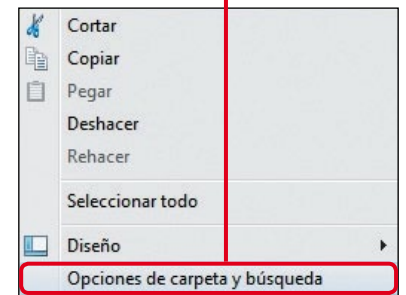 Cortar
Copiar
Pegar
Deshacer
Rehacer
Seleccionar todo
Diseño
Opciones de carpeta y búsqueda